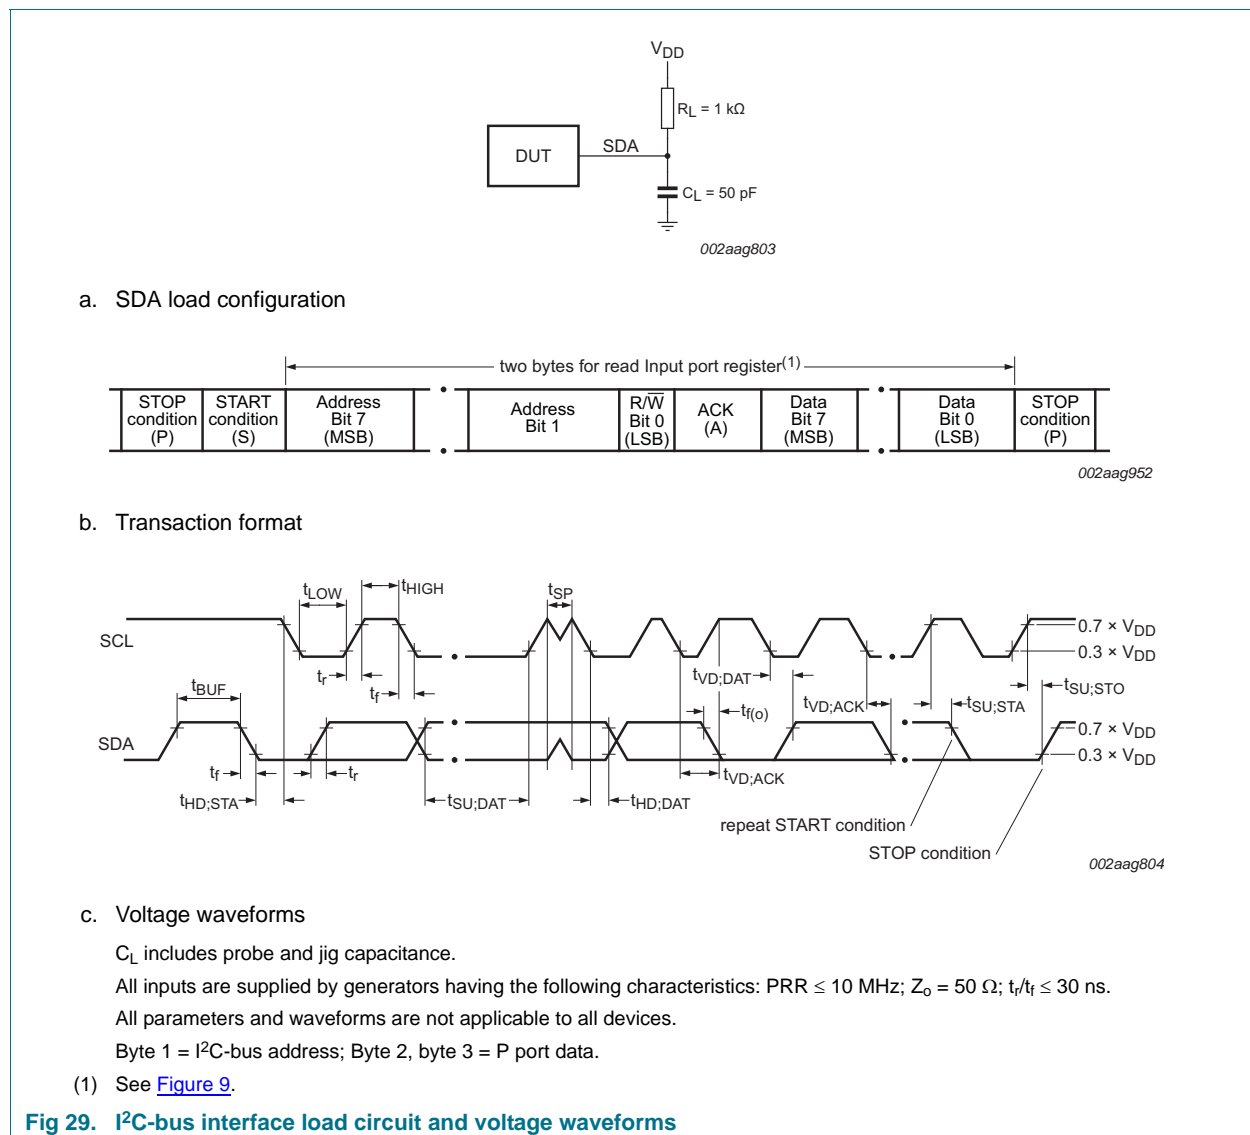 VDD
RL = 1 kΩ
DUT
SDA
CL = 50 pF
002aag803
a. SDA load configuration
two bytes for read Input port register(1)
STOP condition (P)
START condition (S)
Address Bit 7 (MSB)
Address Bit 1
R/W Bit 0 (LSB)
ACK (A)
Data Bit 7 (MSB)
Data Bit 0 (LSB)
STOP condition (P)
002aag952
b. Transaction format
tLOW
tHIGH
tSP
SCL
0.7 × VDD
0.3 × VDD
tr
tf
tBUF
tVD;DAT
tVD;ACK
tSU;STA
tSU;STO
tf(o)
SDA
0.7 × VDD
0.3 × VDD
tf
tr
tHD;STA
tSU;DAT
tHD;DAT
tVD;ACK
repeat START condition
STOP condition
002aag804
c. Voltage waveforms
CL includes probe and jig capacitance.
All inputs are supplied by generators having the following characteristics: PRR ≤ 10 MHz; Zo = 50 Ω; tr/tf ≤ 30 ns.
All parameters and waveforms are not applicable to all devices.
Byte 1 = I2C-bus address; Byte 2, byte 3 = P port data.
(1) See Figure 9.
Fig 29. I2C-bus interface load circuit and voltage waveforms